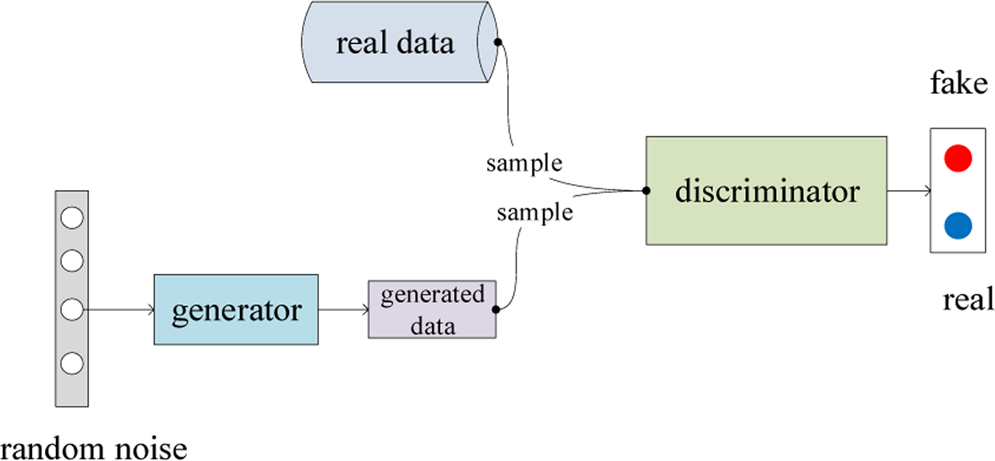 real data
fake
sample
discriminator
sample
generated
data
generator
real
random noise